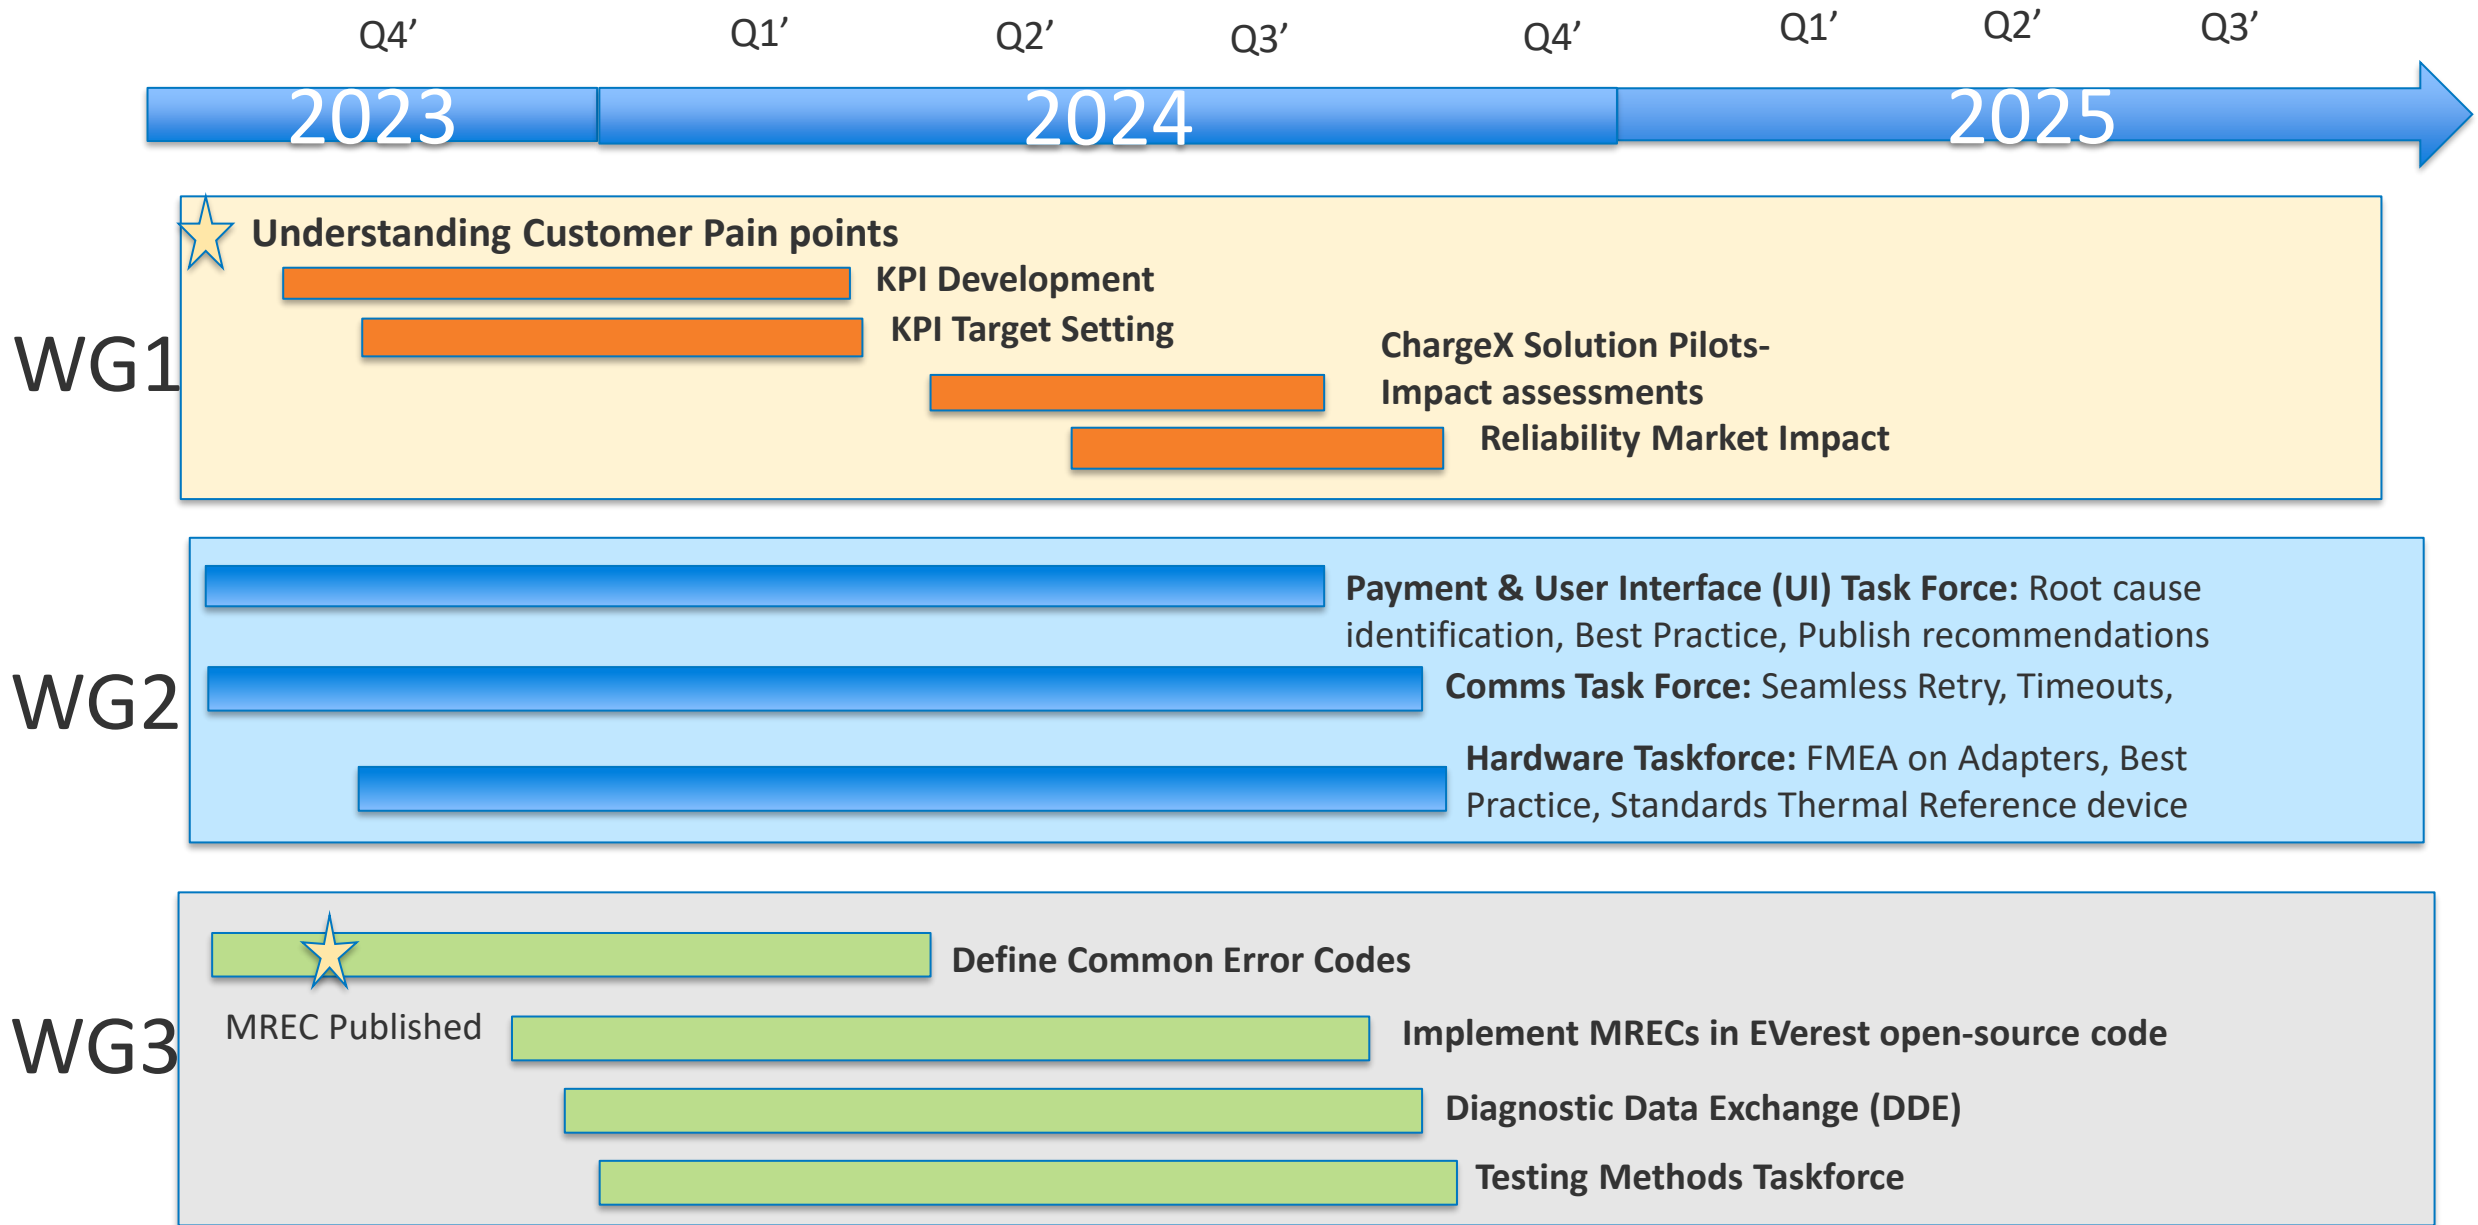 Q4’ Q1’ Q2’ Q3’ Q4’ Q1’ Q2’ Q3’
2023 2024 2025
WG1
Understanding Customer Pain points
KPI Development
KPI Target Setting
ChargeX Solution Pilots-
Impact assessments
Reliability Market Impact
WG2
Payment & User Interface (UI) Task Force: Root cause
identification, Best Practice, Publish recommendations
Comms Task Force: Seamless Retry, Timeouts,
Hardware Taskforce: FMEA on Adapters, Best
Practice, Standards Thermal Reference device
WG3
Define Common Error Codes
MREC Published
Implement MRECs in EVerest open-source code
Diagnostic Data Exchange (DDE)
Testing Methods Taskforce